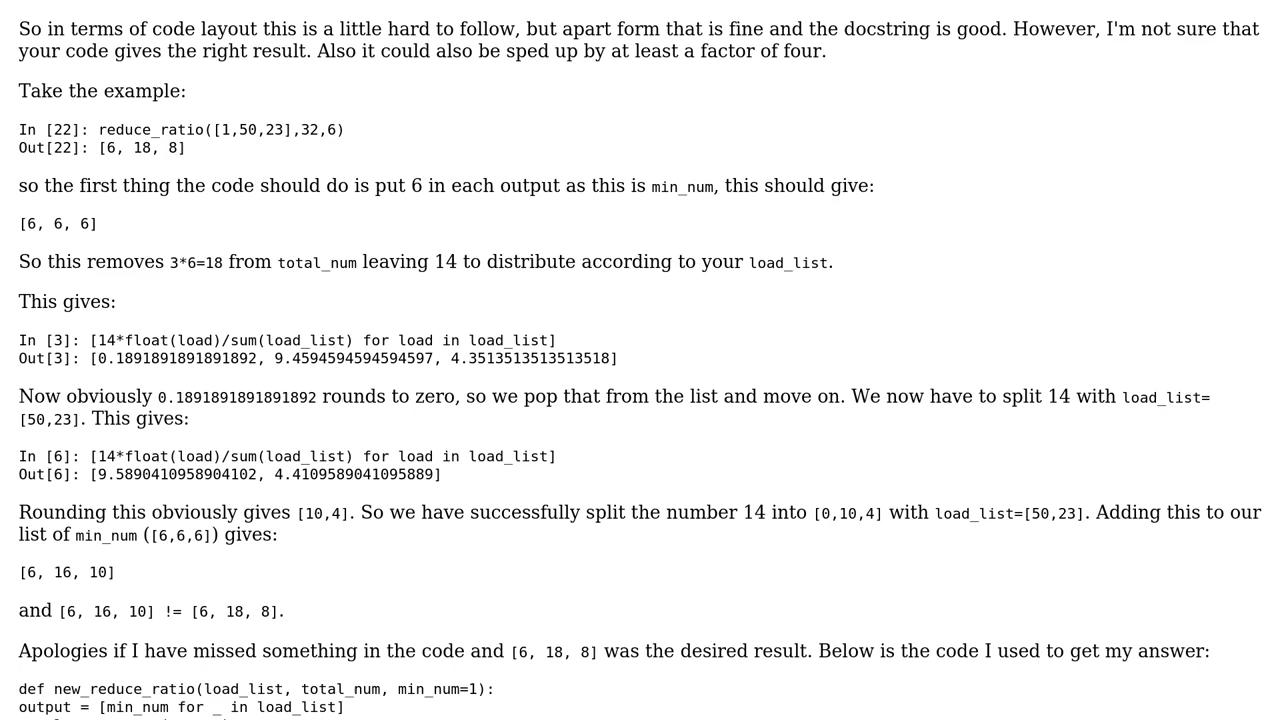 So in terms of code layout this is a little hard to follow, but apart form that is fine and the docstring is good. However, I'm not sure that
your code gives the right result. Also it could also be sped up by at least a factor of four.
Take the example:
In [22]: reduce_ratio([1,50,23],32,6)
Out[22]: [6, 18, 8]
so the first thing the code should do is put 6 in each output as this is min_num, this should give:
[6, 6, 6]
So this removes 3*6=18 from total_num leaving 14 to distribute according to your load_list.
This gives:
In [3]: [14*float(load)/sum(load_list) for load in load_list]
Out[3]: [0.1891891891891892, 9.4594594594594597, 4.3513513513513518]
Now obviously 0.1891891891891892 rounds to zero, so we pop that from the list and move on. We now have to split 14 with load_list=
[50,23]. This gives:
In [6]: [14*float(load)/sum(load_list) for load in load_list]
Out[6]: [9.5890410958904102, 4.4109589041095889]
Rounding this obviously gives [10,4]. So we have successfully split the number 14 into [0,10,4] with load_list=[50,23]. Adding this to our
list of min_num ([6,6,6]) gives:
[6, 16, 10]
and [6, 16, 10] != [6, 18, 8].
Apologies if I have missed something in the code and [6, 18, 8] was the desired result. Below is the code I used to get my answer:
def new_reduce_ratio(load_list, total_num, min_num=1):
output = [min_num for _ in load_list]